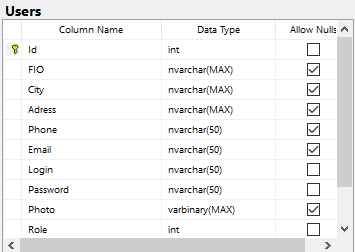 Users
Column Name Data Type Allow Nulls
Id int
FIO nvarchar(MAX)
City nvarchar(MAX)
Adress nvarchar(MAX)
Phone nvarchar(50)
Email nvarchar(50)
Login nvarchar(50)
Password nvarchar(50)
Photo varbinary(MAX)
Role int